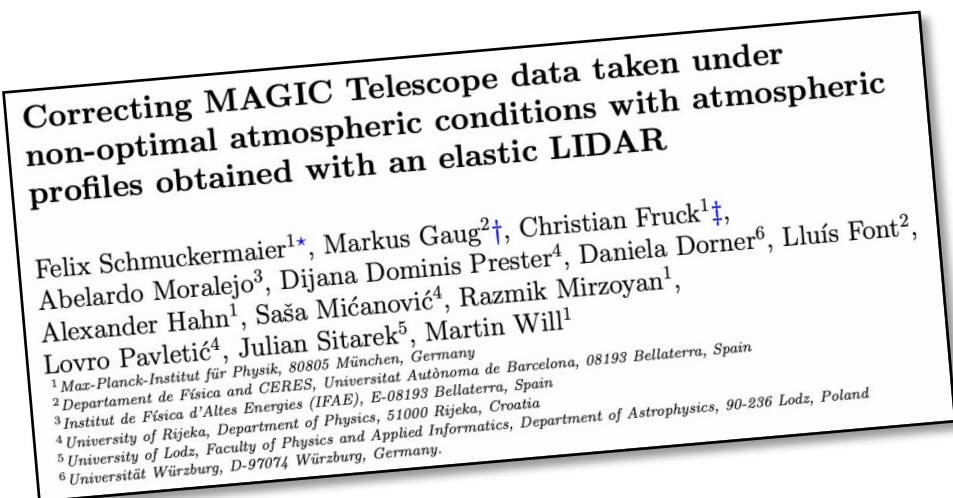 Correcting MAGIC Telescope data taken under
non-optimal atmospheric conditions with atmospheric
profiles obtained with an elastic LIDAR
Felix Schmuckermaier¹⋆, Markus Gaug²†, Christian Fruck¹‡,
Abelardo Moralejo³, Dijana Dominis Prester⁴, Daniela Dorner⁶, Lluís Font²,
Alexander Hahn¹, Saša Mićanović⁴, Razmik Mirzoyan¹,
Lovro Pavletić⁴, Julian Sitarek⁵, Martin Will¹
¹ Max-Planck-Institut für Physik, 80805 München, Germany
² Departament de Física and CERES, Universitat Autònoma de Barcelona, 08193 Bellaterra, Spain
³ Institut de Física d'Altes Energies (IFAE), E-08193 Bellaterra, Spain
⁴ University of Rijeka, Department of Physics, 51000 Rijeka, Croatia
⁵ University of Lodz, Faculty of Physics and Applied Informatics, Department of Astrophysics, 90-236 Lodz, Poland
⁶ Universität Würzburg, D-97074 Würzburg, Germany.